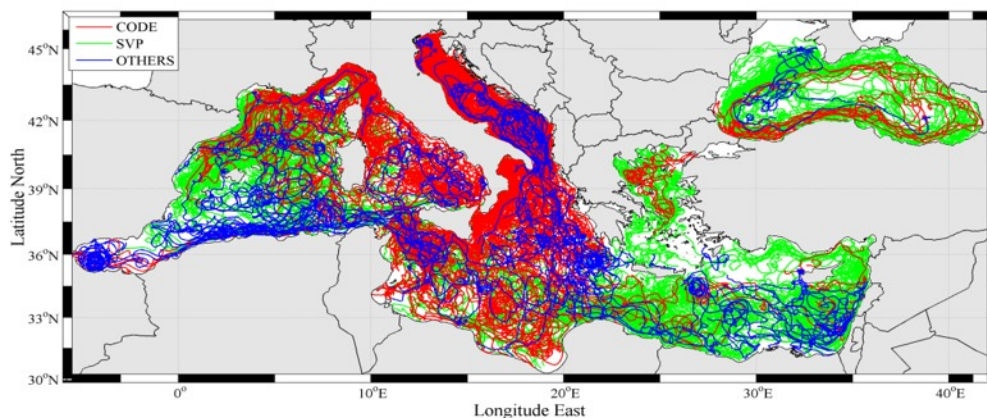 CODE
SVP
OTHERS
45°N
42°N
39°N
36°N
33°N
30°N
Latitude North
0° 10°E 20°E 30°E 40°E
Longitude East